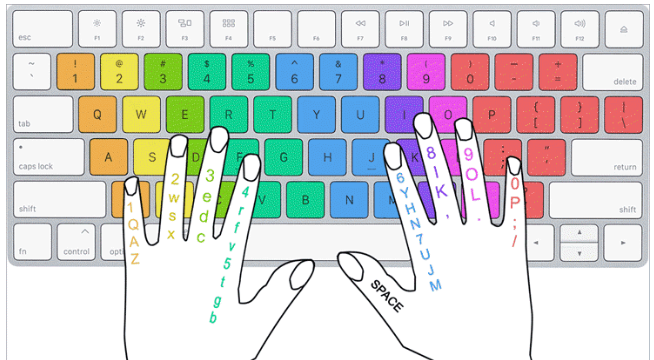 esc F1 F2 F3 F4 F5 F6 F7 F8 F9 F10 F11 F12
~ ! @ # $ % ^ & * ( )
1 2 3 4 5 6 7 8 9 0 - = delete
{ } |
tab Q W E R T Y U I O P [ ] \
caps lock A S D G H J K ; return
shift C V B N M shift
fn control opti
1QAZ
2wsx
3edc
4rfv5tgb
6YHN7UJM
8IK,
9OL.
0P;/
SPACE